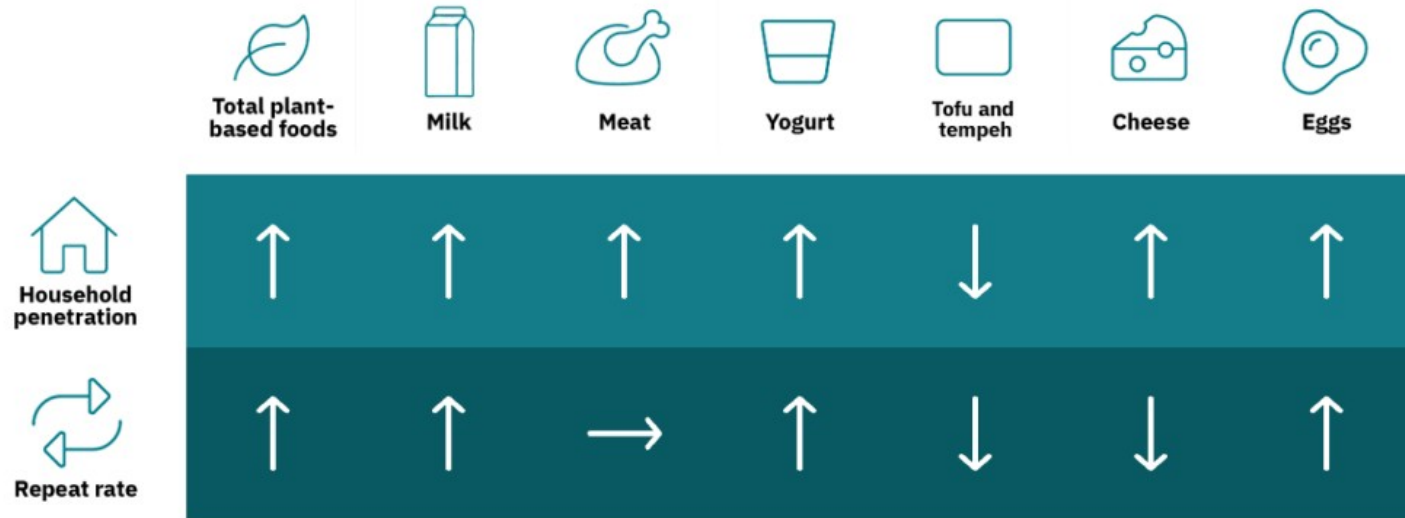 Total plant-
based foods
Milk
Meat
Yogurt
Tofu and
tempeh
Cheese
Eggs
Household
penetration
Repeat rate